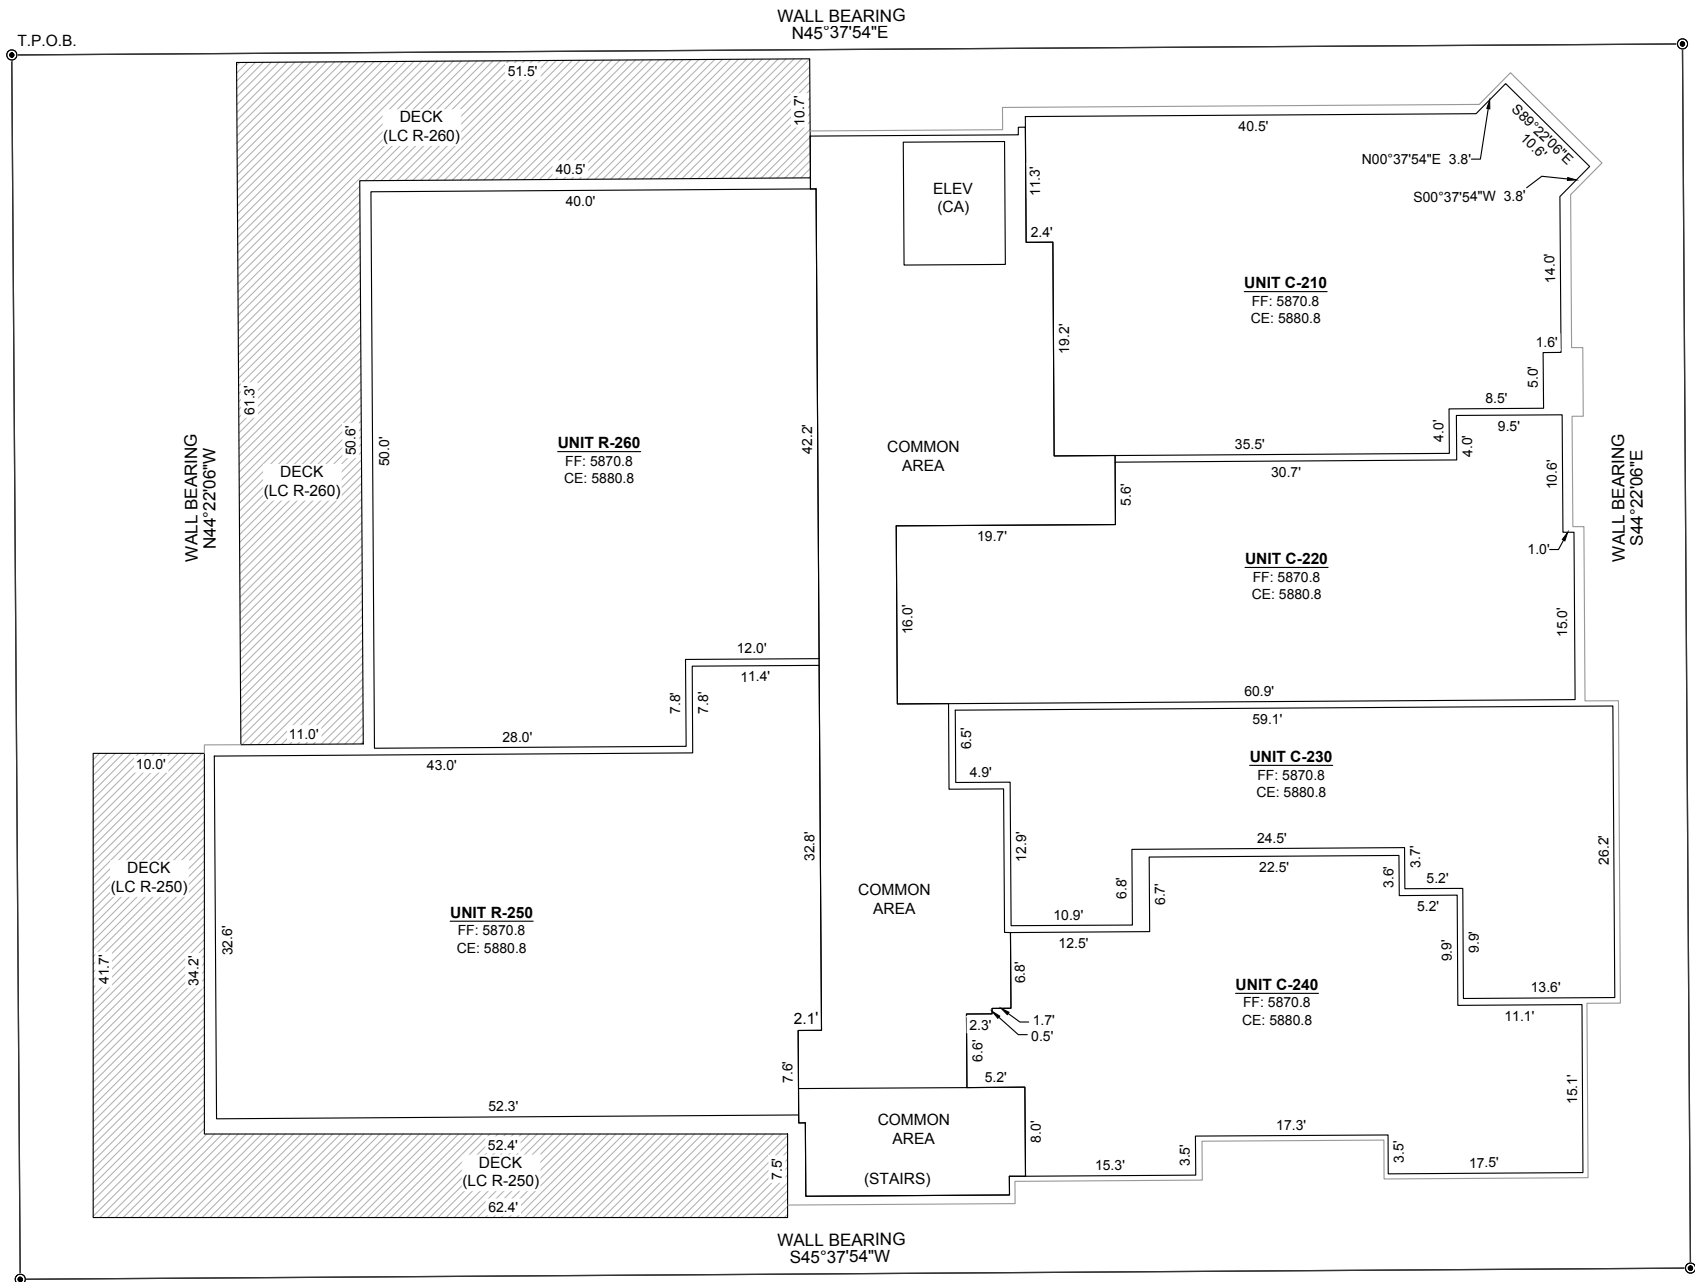 WALL BEARING
N45°37'54"E
T.P.O.B.
51.5'
DECK
(LC R-260)
10.7'
40.5'
40.0'
ELEV
(CA)
11.3'
2.4'
40.5'
N00°37'54"E 3.8'
S89°22'06"E
10.6'
S00°37'54"W 3.8'
14.0'
1.6'
5.0'
8.5'
4.0'
35.5'
19.2'
UNIT C-210
FF: 5870.8
CE: 5880.8
61.3'
50.6'
50.0'
DECK
(LC R-260)
WALL BEARING
N44°22'06"W
UNIT R-260
FF: 5870.8
CE: 5880.8
42.2'
COMMON
AREA
9.5'
4.0'
30.7'
5.6'
10.6'
1.0'
19.7'
16.0'
UNIT C-220
FF: 5870.8
CE: 5880.8
15.0'
60.9'
WALL BEARING
S44°22'06"E
12.0'
11.4'
7.8'
7.8'
28.0'
11.0'
43.0'
10.0'
59.1'
6.5'
4.9'
UNIT C-230
FF: 5870.8
CE: 5880.8
12.9'
24.5'
22.5'
3.7'
3.6'
5.2'
5.2'
26.2'
6.8'
6.7'
10.9'
12.5'
9.9'
9.9'
13.6'
11.1'
DECK
(LC R-250)
32.8'
COMMON
AREA
UNIT R-250
FF: 5870.8
CE: 5880.8
32.6'
34.2'
41.7'
6.8'
UNIT C-240
FF: 5870.8
CE: 5880.8
2.1'
1.7'
0.5'
2.3'
6.6'
5.2'
7.6'
15.1'
52.3'
COMMON
AREA
(STAIRS)
8.0'
15.3'
3.5'
17.3'
3.5'
17.5'
52.4'
DECK
(LC R-250)
7.5'
62.4'
WALL BEARING
S45°37'54"W